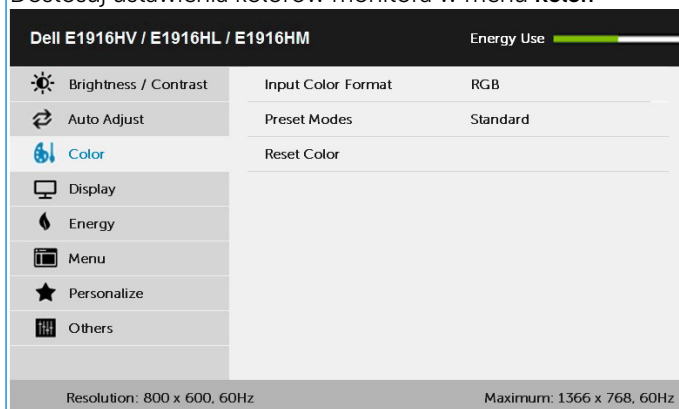 Dell E1916HV / E1916HL / E1916HM Energy Use
Brightness / Contrast Input Color Format RGB
Auto Adjust Preset Modes Standard
Color Reset Color
Display
Energy
Menu
Personalize
Others
Resolution: 800 x 600, 60Hz Maximum: 1366 x 768, 60Hz